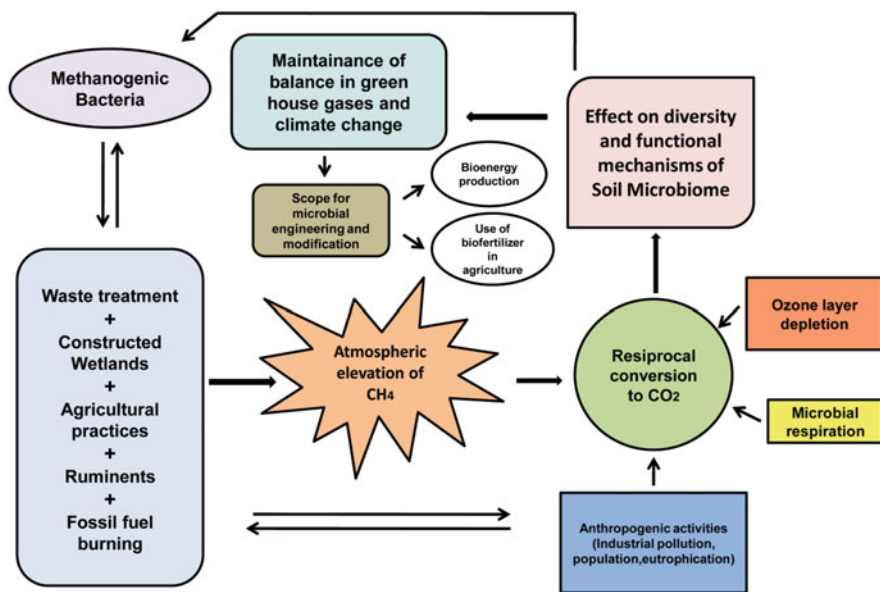 Methanogenic
Bacteria
Maintainance of
balance in green
house gases and
climate change
Effect on diversity
and functional
mechanisms of
Soil Microbiome
Scope for
microbial
engineering and
modification
Bioenergy
production
Use of
biofertilizer
in
agriculture
Waste treatment
+
Constructed
Wetlands
+
Agricultural
practices
+
Ruminents
+
Fossil fuel
burning
Atmospheric
elevation of
CH4
Resiprocal
conversion
to CO2
Ozone layer
depletion
Microbial
respiration
Anthropogenic activities
(Industrial pollution,
population,eutrophication)